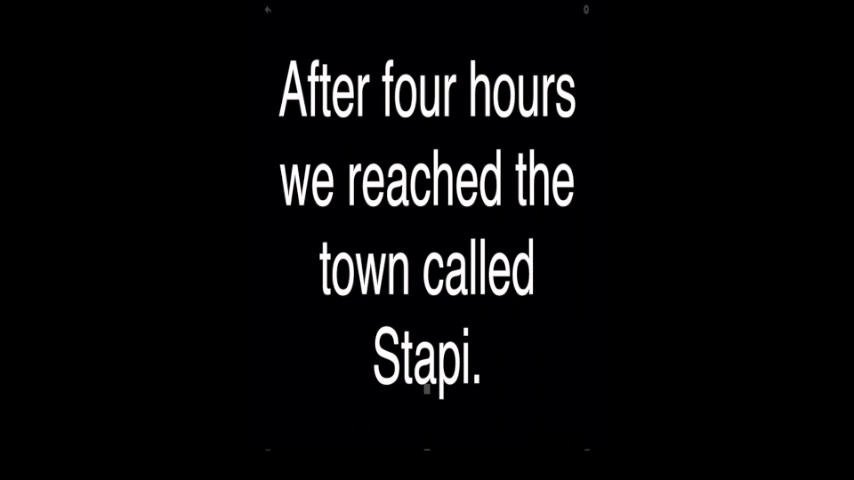 After four hours
we reached the
town called
Stapi.